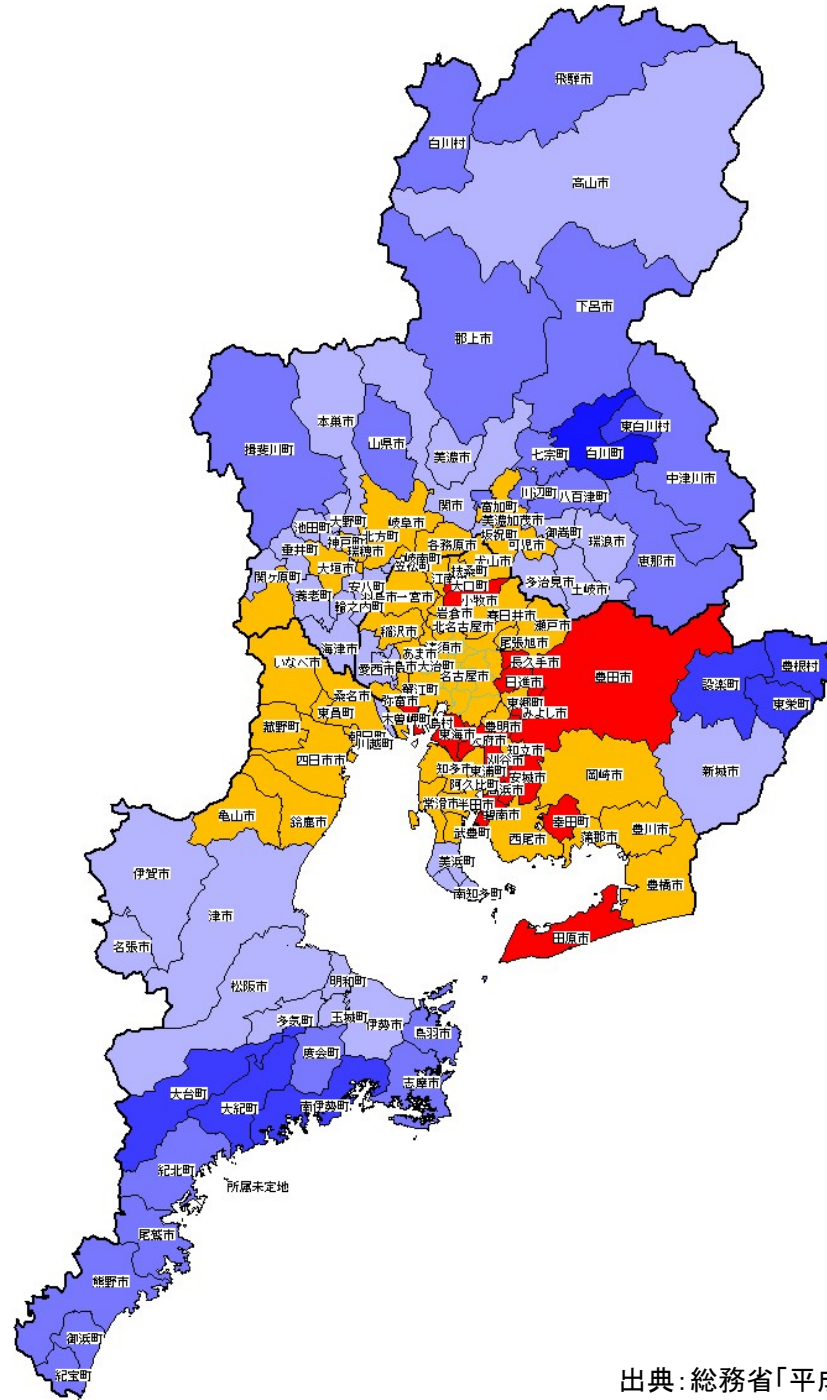 飛騨市
白川村
高山市
下呂市
郡上市
本巣市
山県市
揖斐川町
美濃市
七宗町
東白川村
白川町
中津川市
関市
川辺町
八百津町
富加町
美濃加茂市
坂祝町
可児市
御嵩町
瑞浪市
恵那市
多治見市
土岐市
池田町
大野町
岐阜市
北方町
神戸町
瑞穂市
垂井町
大垣市
関ヶ原町
養老町
安八町
輪之内町
海津市
各務原市
岐南町
笠松町
犬山市
扶桑町
大口町
小牧市
一宮市
岩倉市
北名古屋市
春日井市
瀬戸市
尾張旭市
稲沢市
あま市
愛西市
大治町
名古屋市
長久手市
日進市
東郷町
みよし市
豊田市
設楽町
豊根村
東栄町
新城市
いなべ市
桑名市
東員町
菰野町
朝日町
川越町
四日市市
木曽岬町
弥富市
蟹江町
東海市
豊明市
知立市
刈谷市
安城市
知多市
東浦町
阿久比町
高浜市
常滑市
半田市
碧南市
武豊町
美浜町
南知多町
西尾市
岡崎市
幸田町
蒲郡市
豊川市
豊橋市
田原市
亀山市
鈴鹿市
伊賀市
津市
名張市
松阪市
明和町
多気町
玉城町
伊勢市
鳥羽市
度会町
志摩市
大台町
大紀町
南伊勢町
紀北町
所属未定地
尾鷲市
熊野市
御浜町
紀宝町
出典：総務省「平成